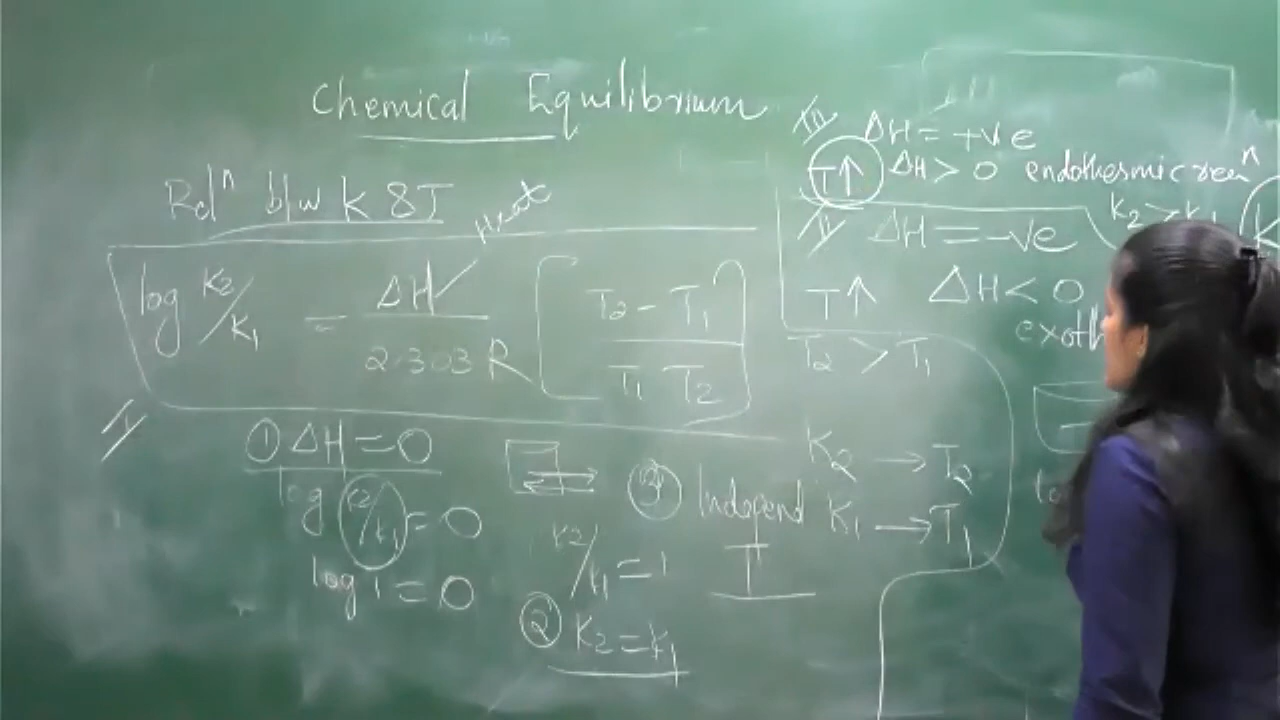 Chemical Equilibrium
Relⁿ b/w K & T
Heat
log K₂/K₁ = ΔH / 2.303 R [ T₂ - T₁ / T₁ T₂ ]
I
① ΔH = 0
log K₂/K₁ = 0
log 1 = 0
K₂/K₁ = 1
② K₂ = K₁
③ Independ
T
III ΔH = +ve
T↑ ΔH > 0 endothermic reenⁿ
K₂ > K₁
II ΔH = -ve
T↑ ΔH < 0
exoth
T₂ > T₁
K₂ → T₂
K₁ → T₁